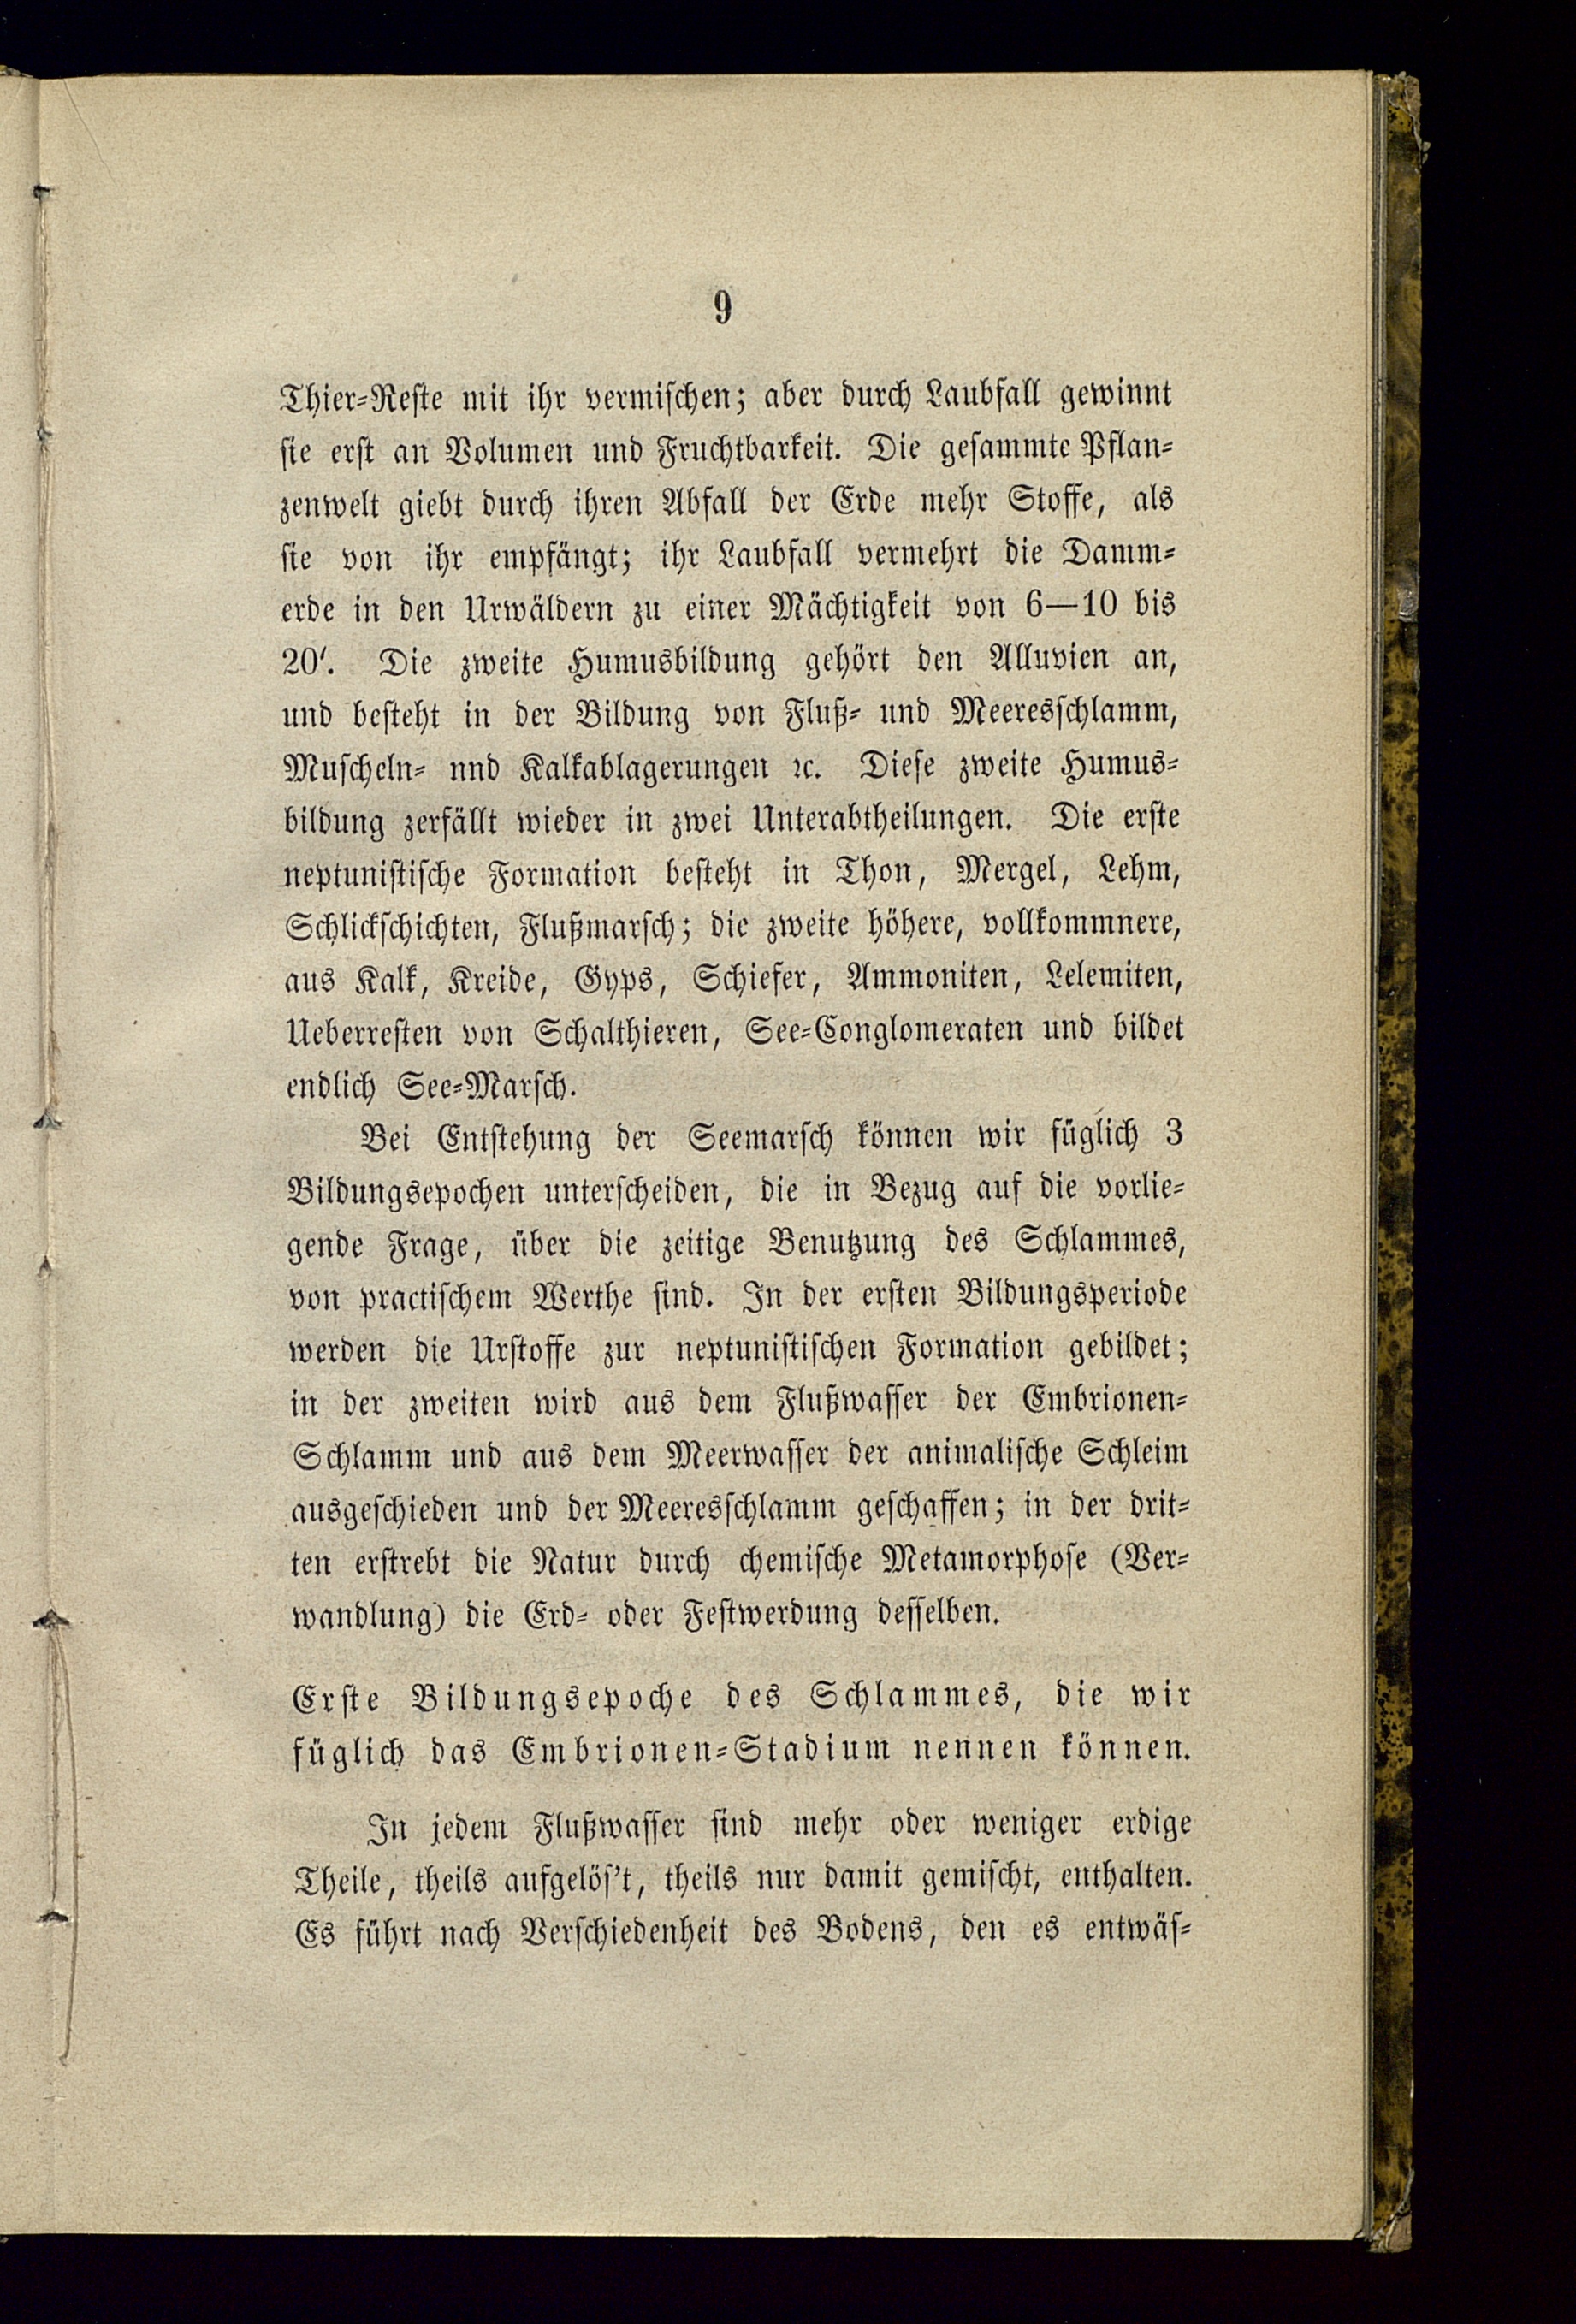 9
Thier-Reste mit ihr vermischen; aber durch Laubfall gewinnt
sie erst an Volumen und Fruchtbarkeit. Die gesammte Pflan-
zenwelt giebt durch ihren Abfall der Erde mehr Stoffe, als
sie von ihr empfängt; ihr Laubfall vermehrt die Damm-
erde in den Urwäldern zu einer Mächtigkeit von 6—10 bis
20′. Die zweite Humusbildung gehört den Alluvien an,
und besteht in der Bildung von Fluß- und Meeresschlamm,
Muscheln- nnd Kalkablagerungen ꝛc. Diese zweite Humus-
bildung zerfällt wieder in zwei Unterabtheilungen. Die erste
neptunistische Formation besteht in Thon, Mergel, Lehm,
Schlickschichten, Flußmarsch; die zweite höhere, vollkommnere,
aus Kalk, Kreide, Gyps, Schiefer, Ammoniten, Lelemiten,
Ueberresten von Schalthieren, See-Conglomeraten und bildet
endlich See-Marsch.
Bei Entstehung der Seemarsch können wir füglich 3
Bildungsepochen unterscheiden, die in Bezug auf die vorlie-
gende Frage, über die zeitige Benutzung des Schlammes,
von practischem Werthe sind. In der ersten Bildungsperiode
werden die Urstoffe zur neptunistischen Formation gebildet;
in der zweiten wird aus dem Flußwasser der Embrionen-
Schlamm und aus dem Meerwasser der animalische Schleim
ausgeschieden und der Meeresschlamm geschaffen; in der drit-
ten erstrebt die Natur durch chemische Metamorphose (Ver-
wandlung) die Erd- oder Festwerdung desselben.
Erste Bildungsepoche des Schlammes, die wir
füglich das Embrionen-Stadium nennen können.
In jedem Flußwasser sind mehr oder weniger erdige
Theile, theils aufgelös't, theils nur damit gemischt, enthalten.
Es führt nach Verschiedenheit des Bodens, den es entwäs-